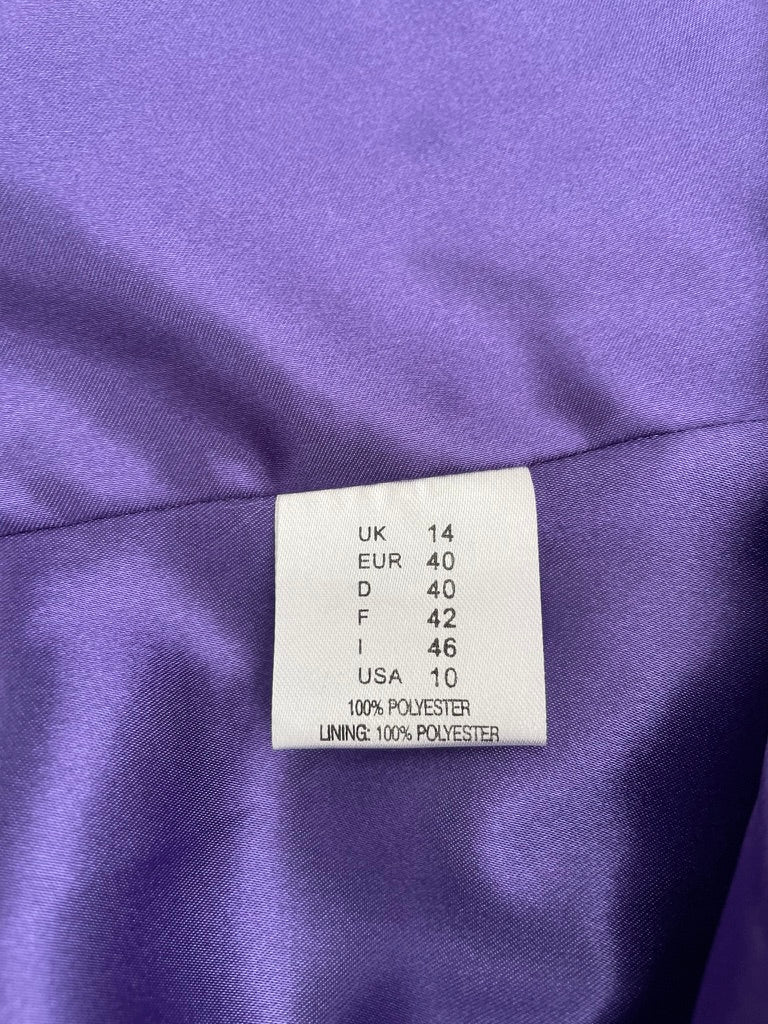 UK 14
EUR 40
D 40
F 42
I 46
USA 10
100% POLYESTER
LINING: 100% POLYESTER